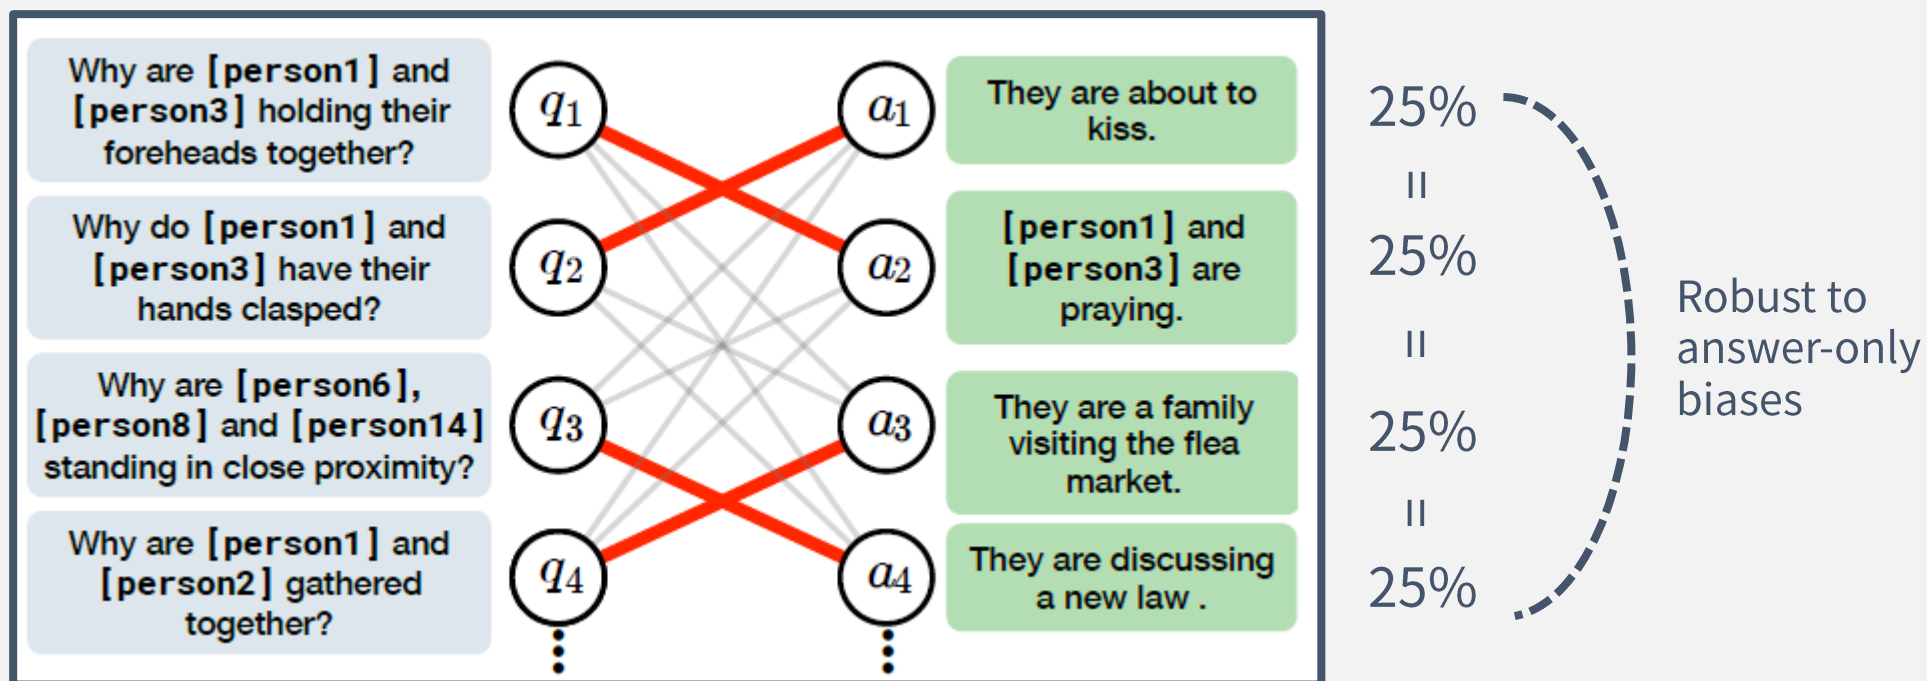 Why are [person1] and
[person3] holding their
foreheads together?
q1
a1
They are about to
kiss.
25%
=
Why do [person1] and
[person3] have their
hands clasped?
q2
a2
[person1] and
[person3] are
praying.
25%
=
Robust to
answer-only
biases
Why are [person6],
[person8] and [person14]
standing in close proximity?
q3
a3
They are a family
visiting the flea
market.
25%
=
Why are [person1] and
[person2] gathered
together?
q4
a4
They are discussing
a new law .
25%